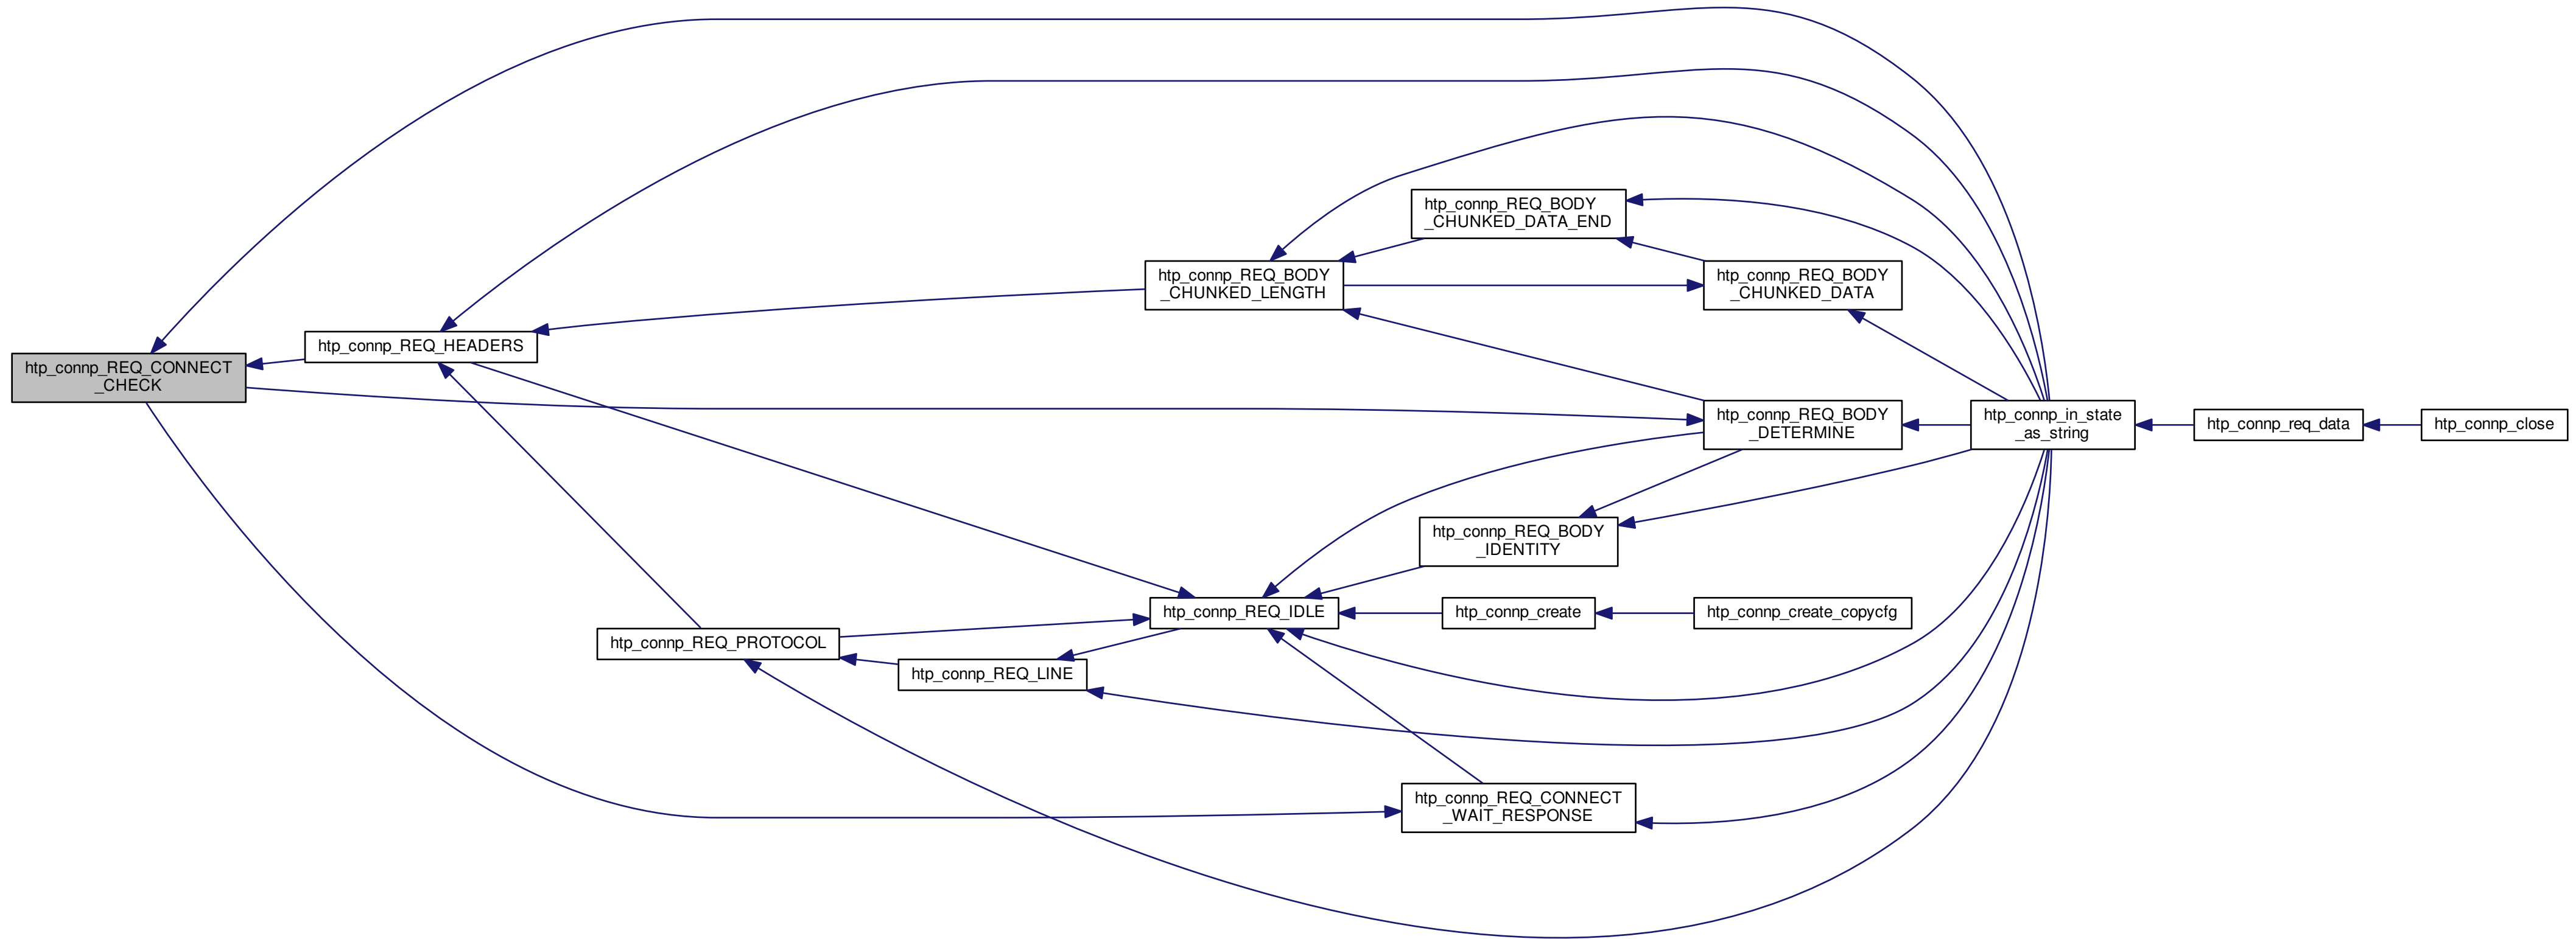 htp_connp_REQ_CONNECT
_CHECK
htp_connp_REQ_HEADERS
htp_connp_REQ_PROTOCOL
htp_connp_REQ_LINE
htp_connp_REQ_BODY
_CHUNKED_LENGTH
htp_connp_REQ_IDLE
htp_connp_REQ_BODY
_CHUNKED_DATA_END
htp_connp_REQ_BODY
_IDENTITY
htp_connp_create
htp_connp_REQ_CONNECT
_WAIT_RESPONSE
htp_connp_REQ_BODY
_CHUNKED_DATA
htp_connp_REQ_BODY
_DETERMINE
htp_connp_create_copycfg
htp_connp_in_state
_as_string
htp_connp_req_data
htp_connp_close